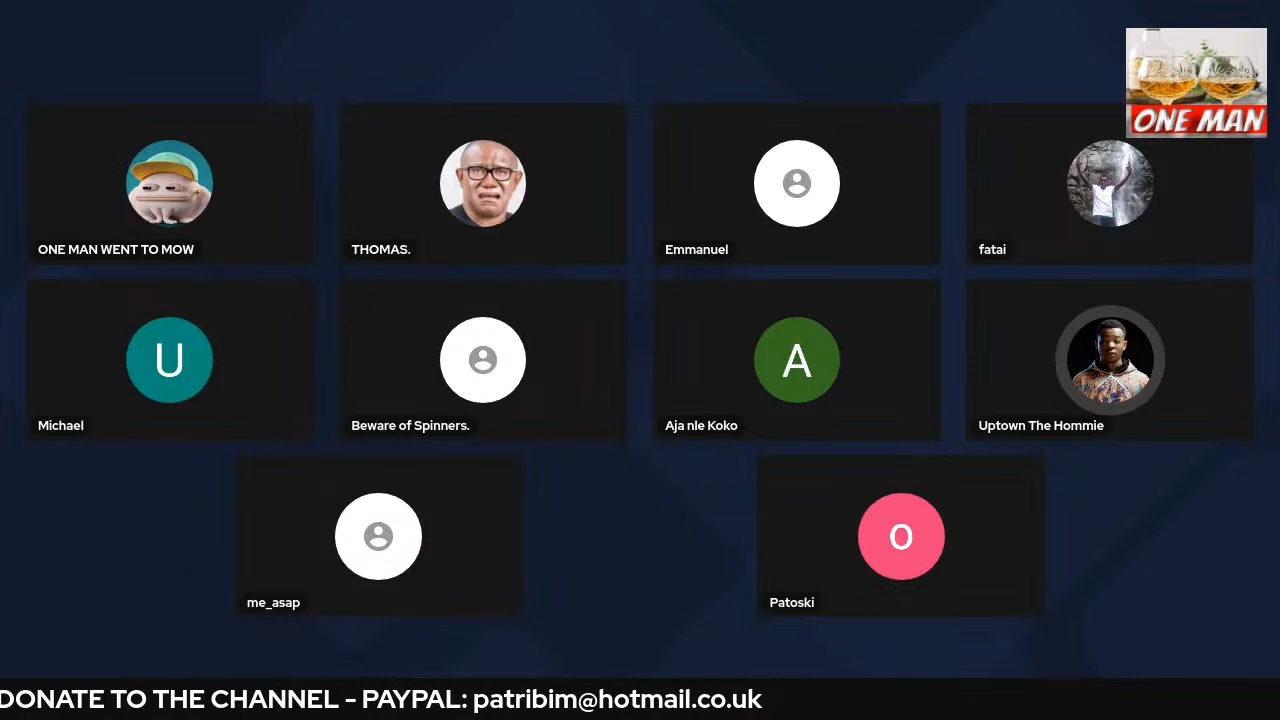 ONE MAN
ONE MAN WENT TO MOW
THOMAS.
Emmanuel
fatai
U
A
Michael
Beware of Spinners.
Aja nle Koko
Uptown The Hommie
O
me_asap
Patoski
DONATE TO THE CHANNEL - PAYPAL: patribim@hotmail.co.uk